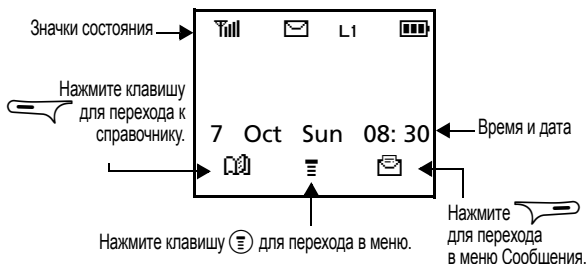 Значки состояния
L1
Нажмите клавишу
для перехода к
справочнику.
7 Oct Sun 08: 30
Время и дата
Нажмите клавишу для перехода в меню.
Нажмите
для перехода
в меню Сообщения.